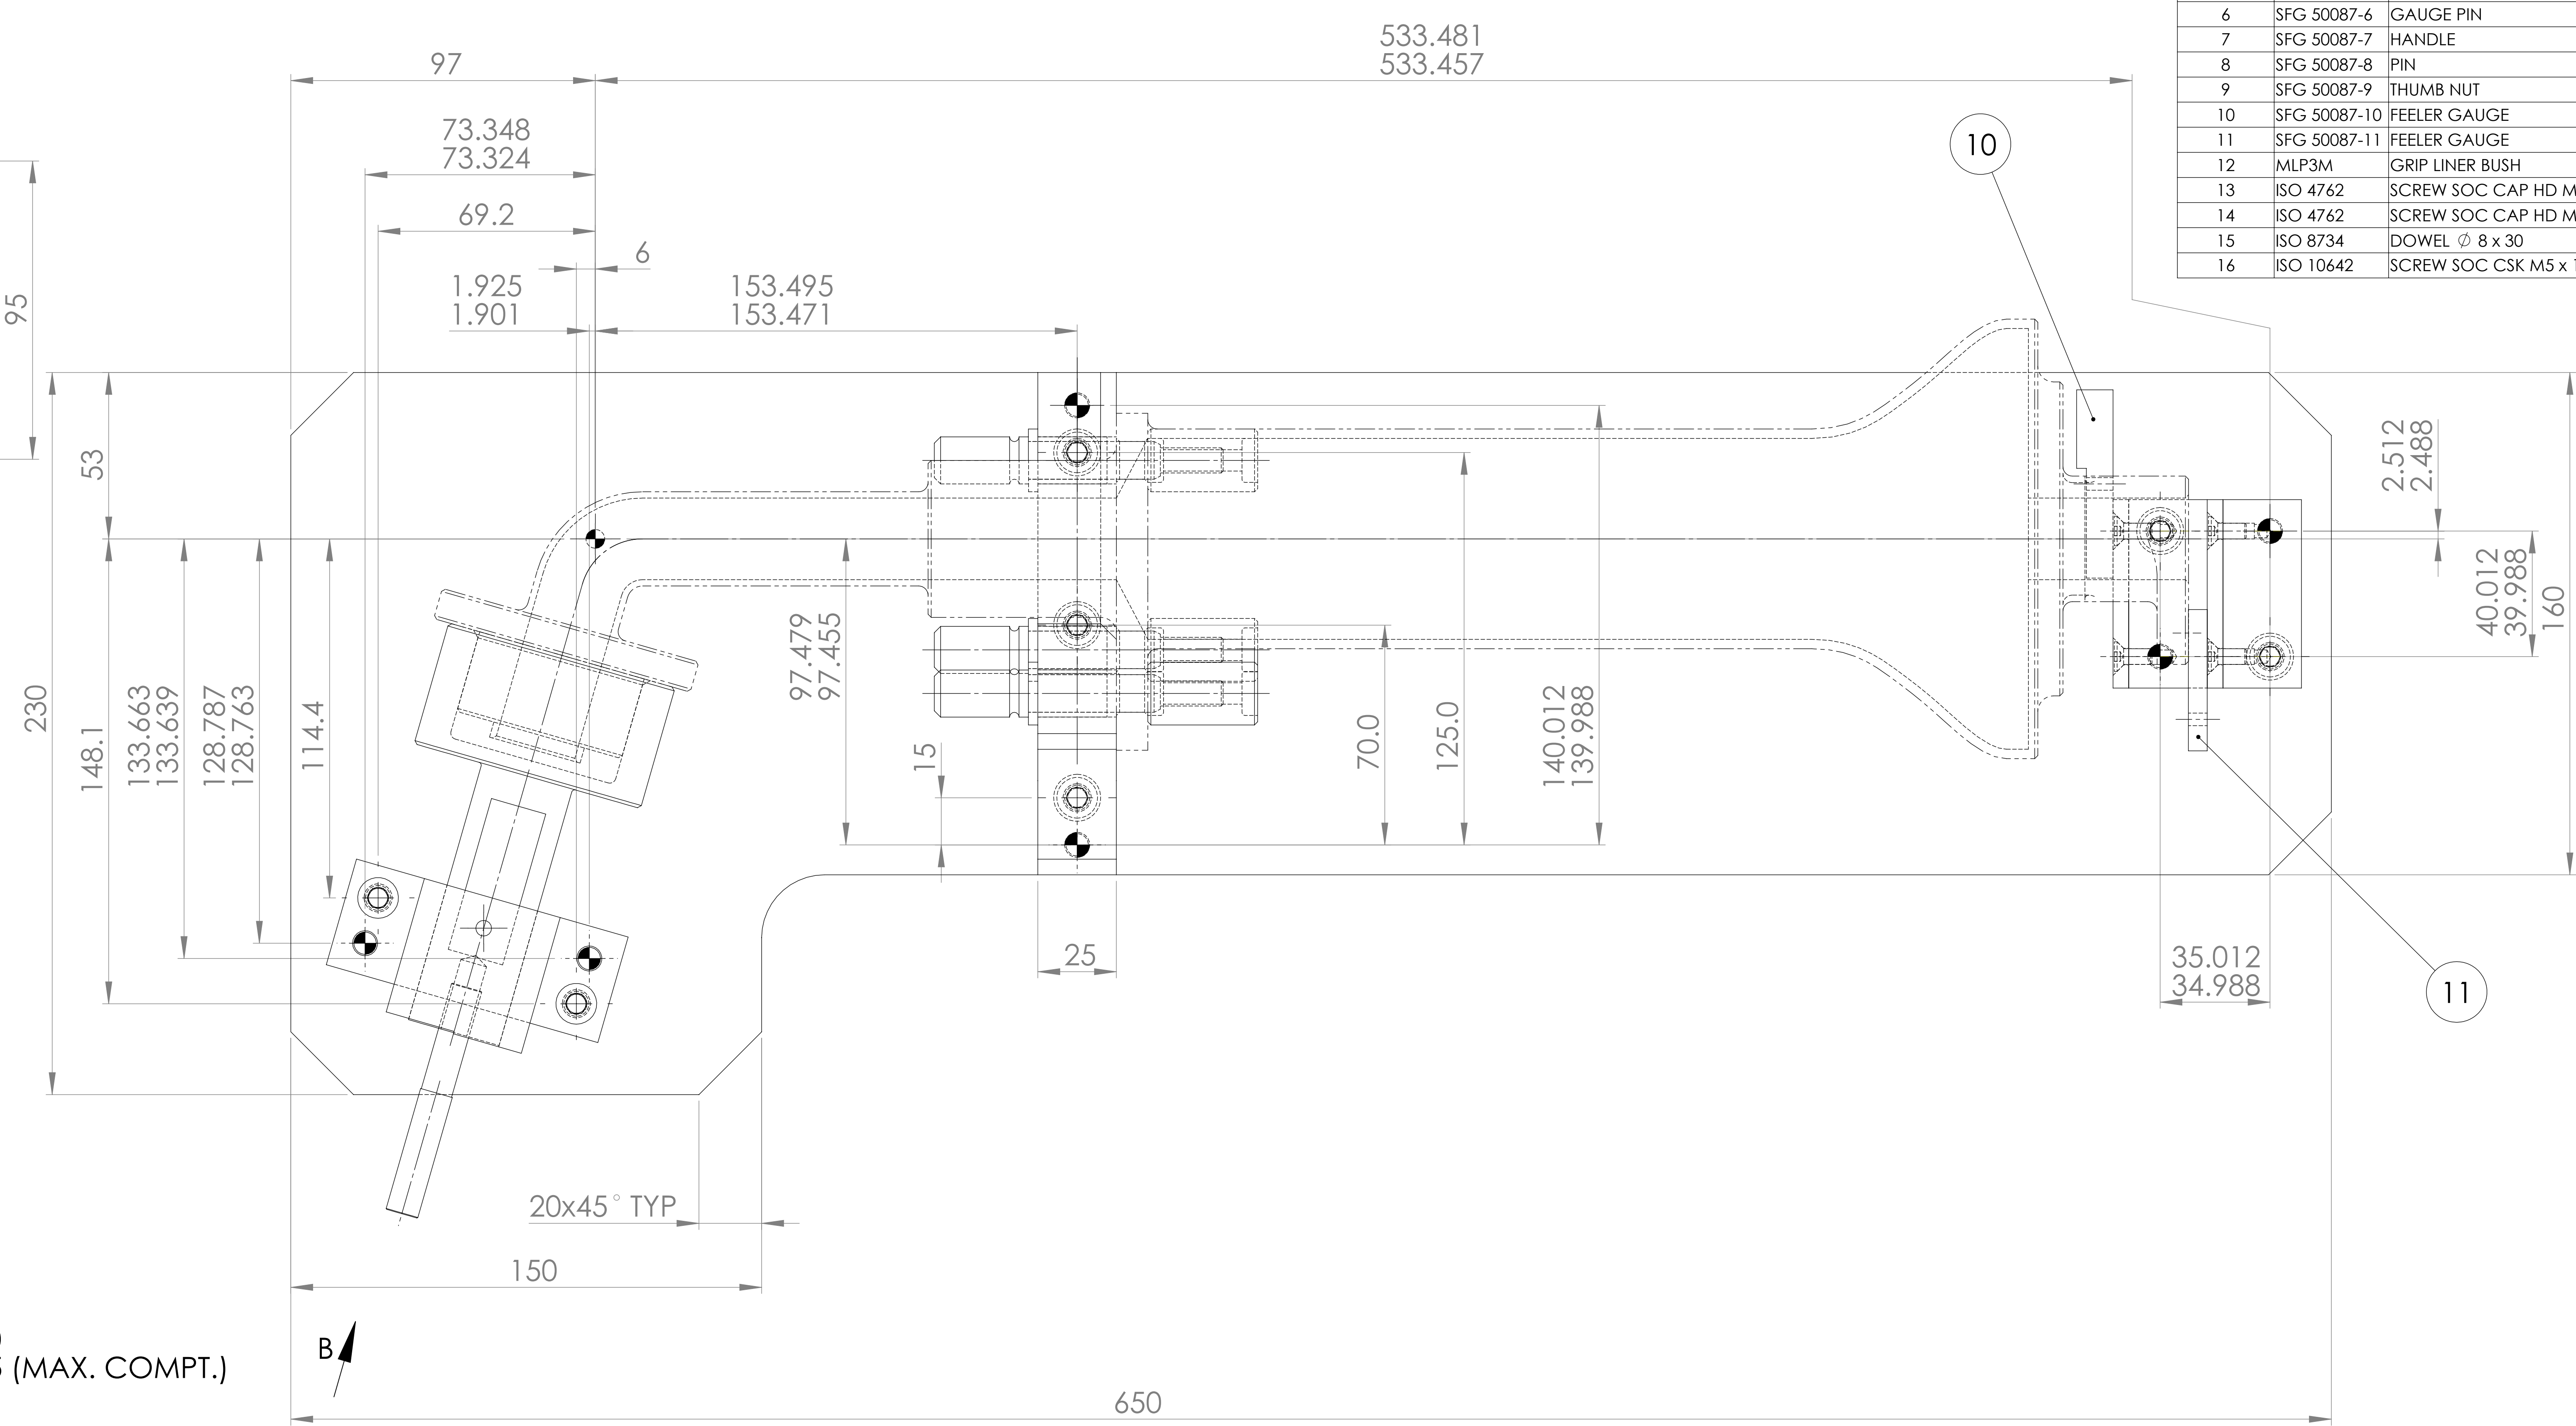 6 SFG 50087-6 GAUGE PIN
7 SFG 50087-7 HANDLE
8 SFG 50087-8 PIN
9 SFG 50087-9 THUMB NUT
10 SFG 50087-10 FEELER GAUGE
11 SFG 50087-11 FEELER GAUGE
12 MLP3M GRIP LINER BUSH
13 ISO 4762 SCREW SOC CAP HD M
14 ISO 4762 SCREW SOC CAP HD M
15 ISO 8734 DOWEL ∅ 8 x 30
16 ISO 10642 SCREW SOC CSK M5 x 1
533.481
533.457
97
73.348
73.324
69.2
6
1.925
1.901
153.495
153.471
10
95
53
230
148.1
133.663
133.639
128.787
128.763
114.4
97.479
97.455
15
70.0
125.0
140.012
139.988
2.512
2.488
40.012
39.988
160
25
35.012
34.988
11
20x45° TYP
150
B
(MAX. COMPT.)
650